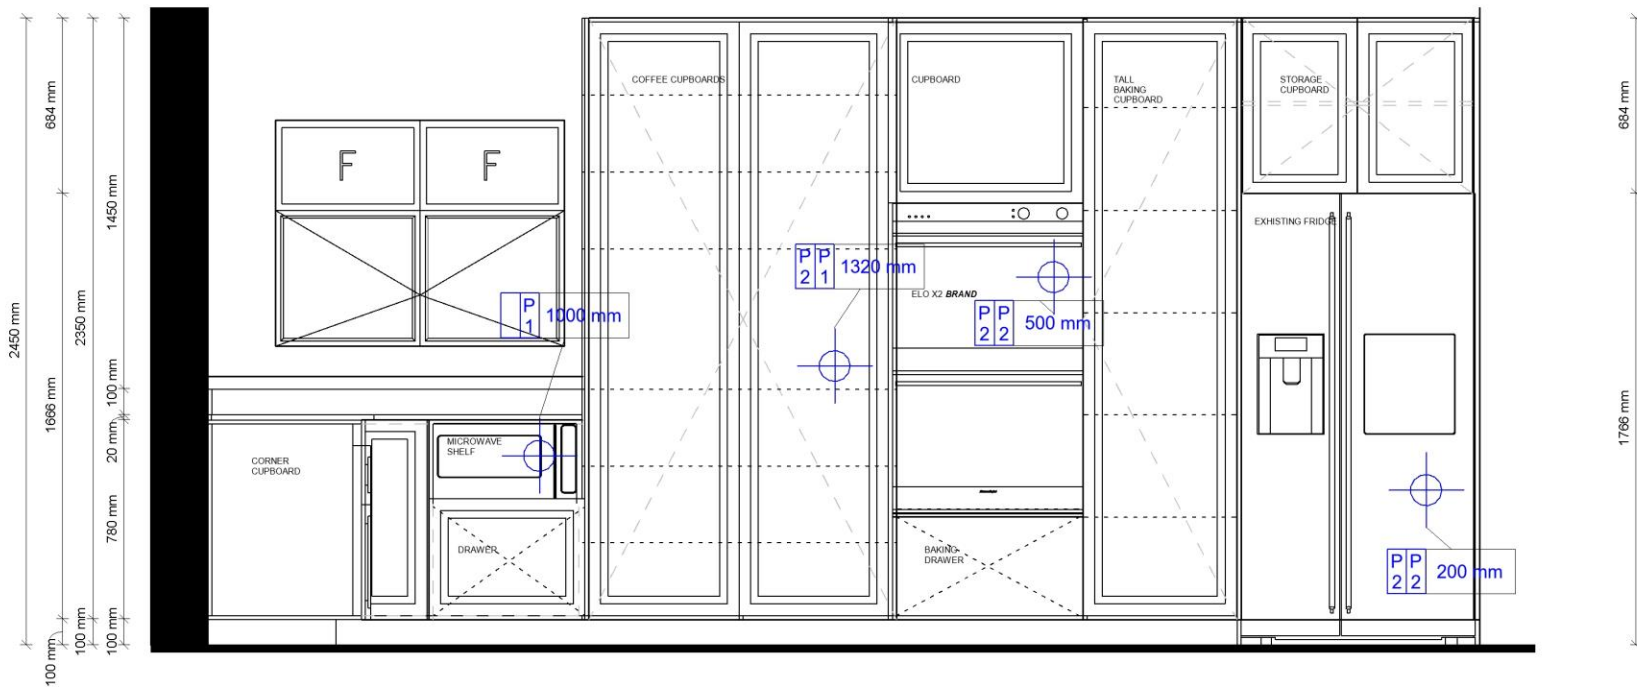 COFFEE CUPBOARDS
CUPBOARD
TALL
BAKING
CUPBOARD
STORAGE
CUPBOARD
F
F
EXHISTING FRIDGE
P 2 P 1 1320 mm
ELO X2 BRAND
P 1 1000 mm
P 2 P 2 500 mm
MICROWAVE
SHELF
CORNER
CUPBOARD
DRAWER
BAKING
DRAWER
P 2 P 2 200 mm
2450 mm
684 mm
1666 mm
100 mm
2350 mm
100 mm
1450 mm
100 mm
20 mm
780 mm
100 mm
684 mm
1766 mm